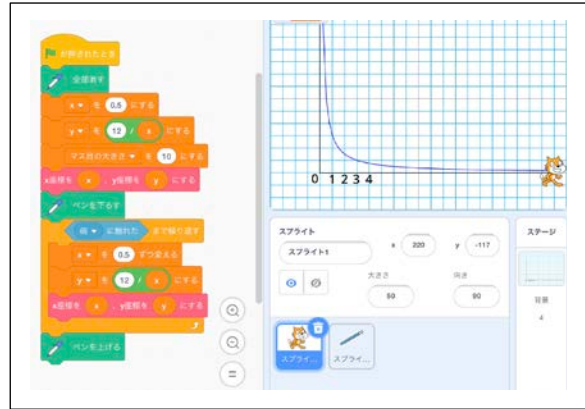 が押されたとき
全部消す
x を 0.5 にする
y を 12 / x にする
マス目の大きさ を 10 にする
x座標を x 、y座標を y にする
ペンを下ろす
端 に触れた まで繰り返す
x を 0.5 ずつ変える
y を 12 / x にする
x座標を x 、y座標を y にする
ペンを上げる
0 1 2 3 4
スプライト
スプライト1
x 220 y -117
大きさ 50
向き 90
スプライ...
スプライ...
ステージ
背景
4